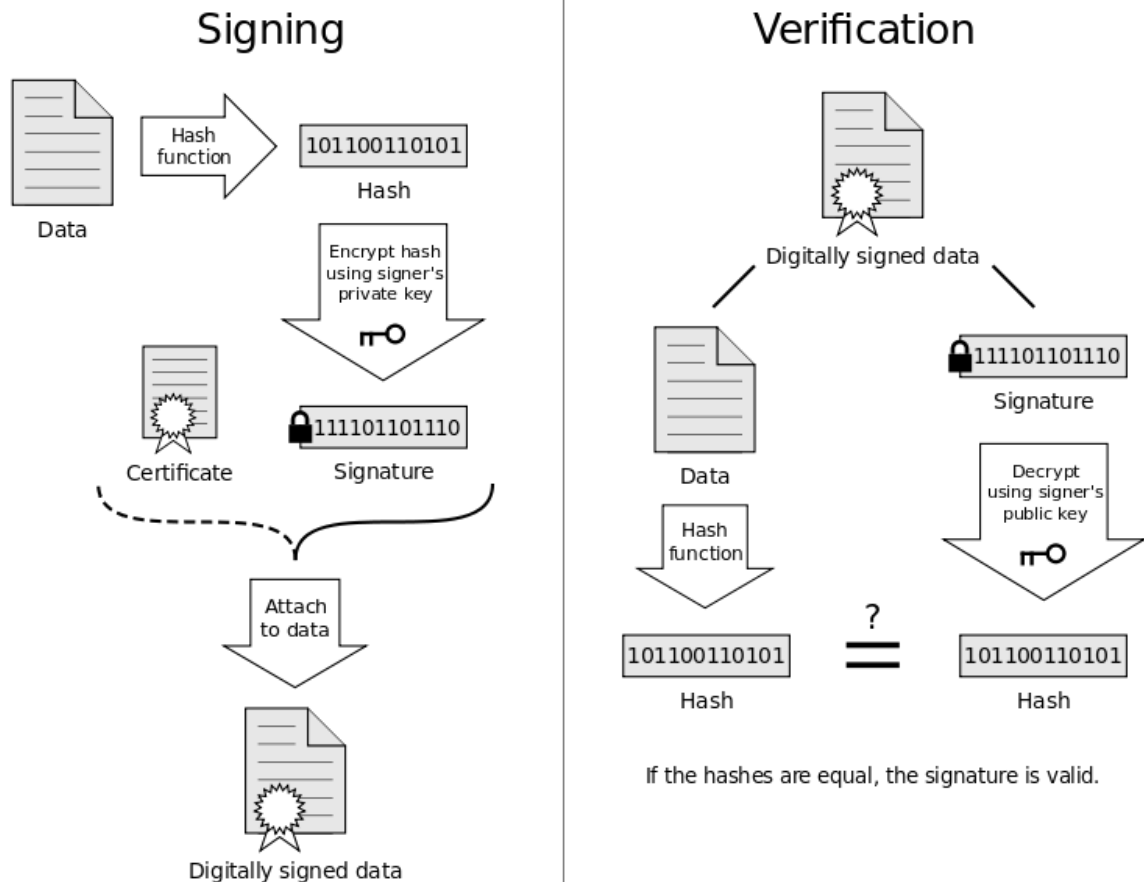 Signing
Hash
function
101100110101
Hash
Data
Encrypt hash
using signer's
private key
111101101110
Certificate
Signature
Attach
to data
Digitally signed data
Verification
Digitally signed data
111101101110
Signature
Data
Decrypt
using signer's
public key
Hash
function
?
101100110101
101100110101
Hash
Hash
If the hashes are equal, the signature is valid.